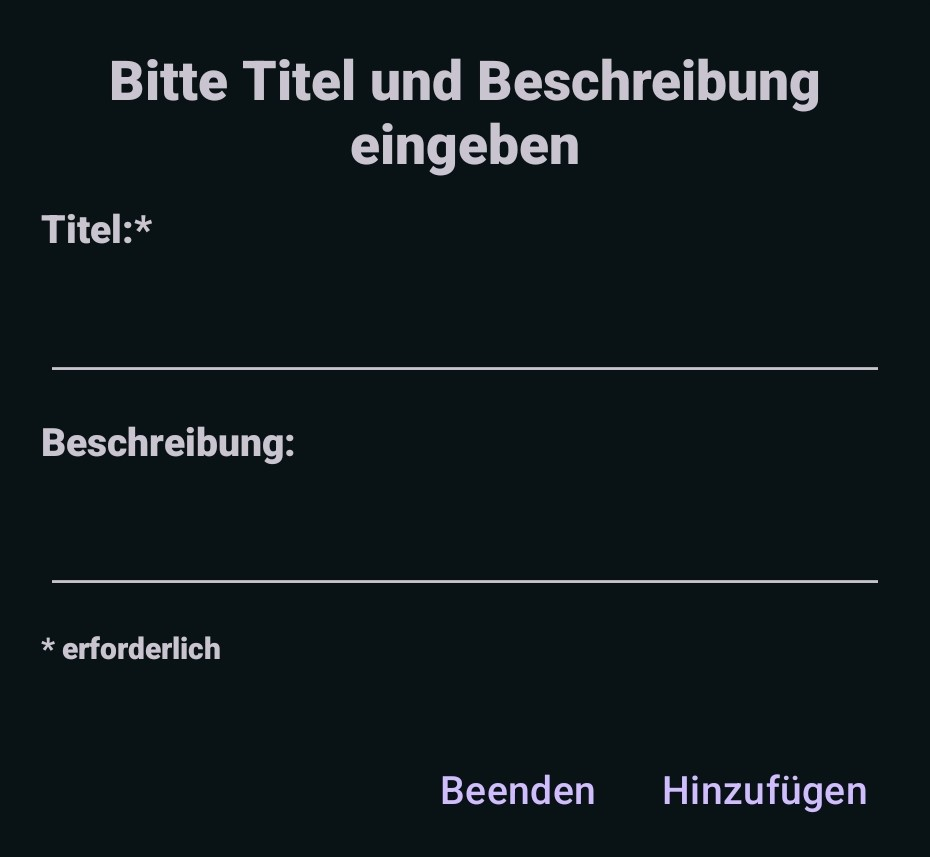 Bitte Titel und Beschreibung
eingeben
Titel:*
Beschreibung:
* erforderlich
Beenden Hinzufügen